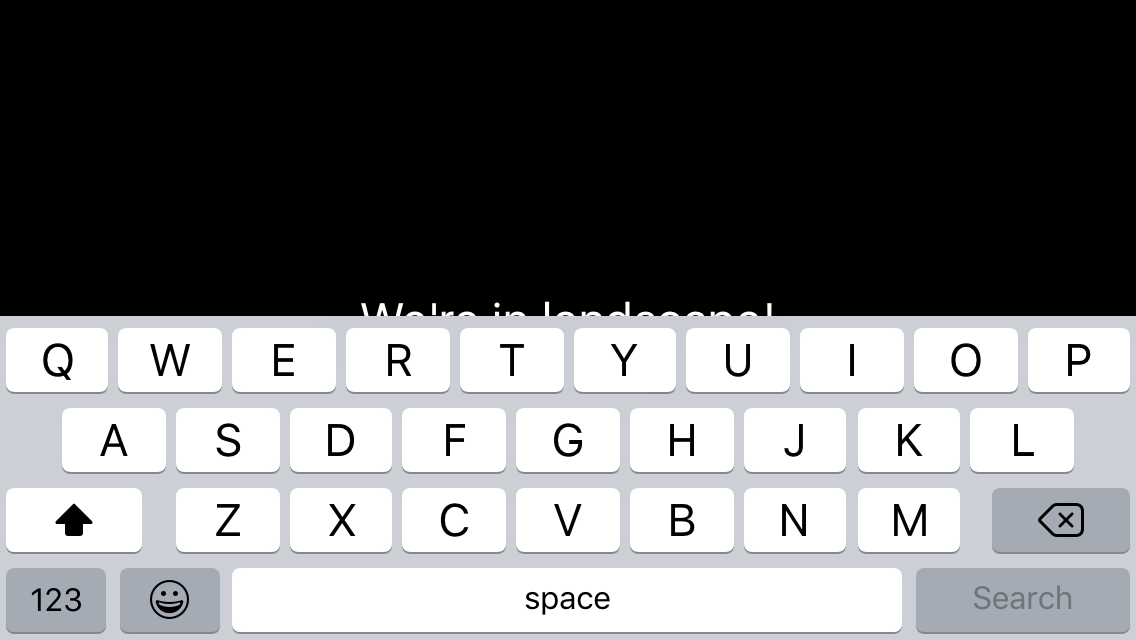 We're in landscape!
Q W E R T Y U I O P
A S D F G H J K L
Z X C V B N M
123 space Search